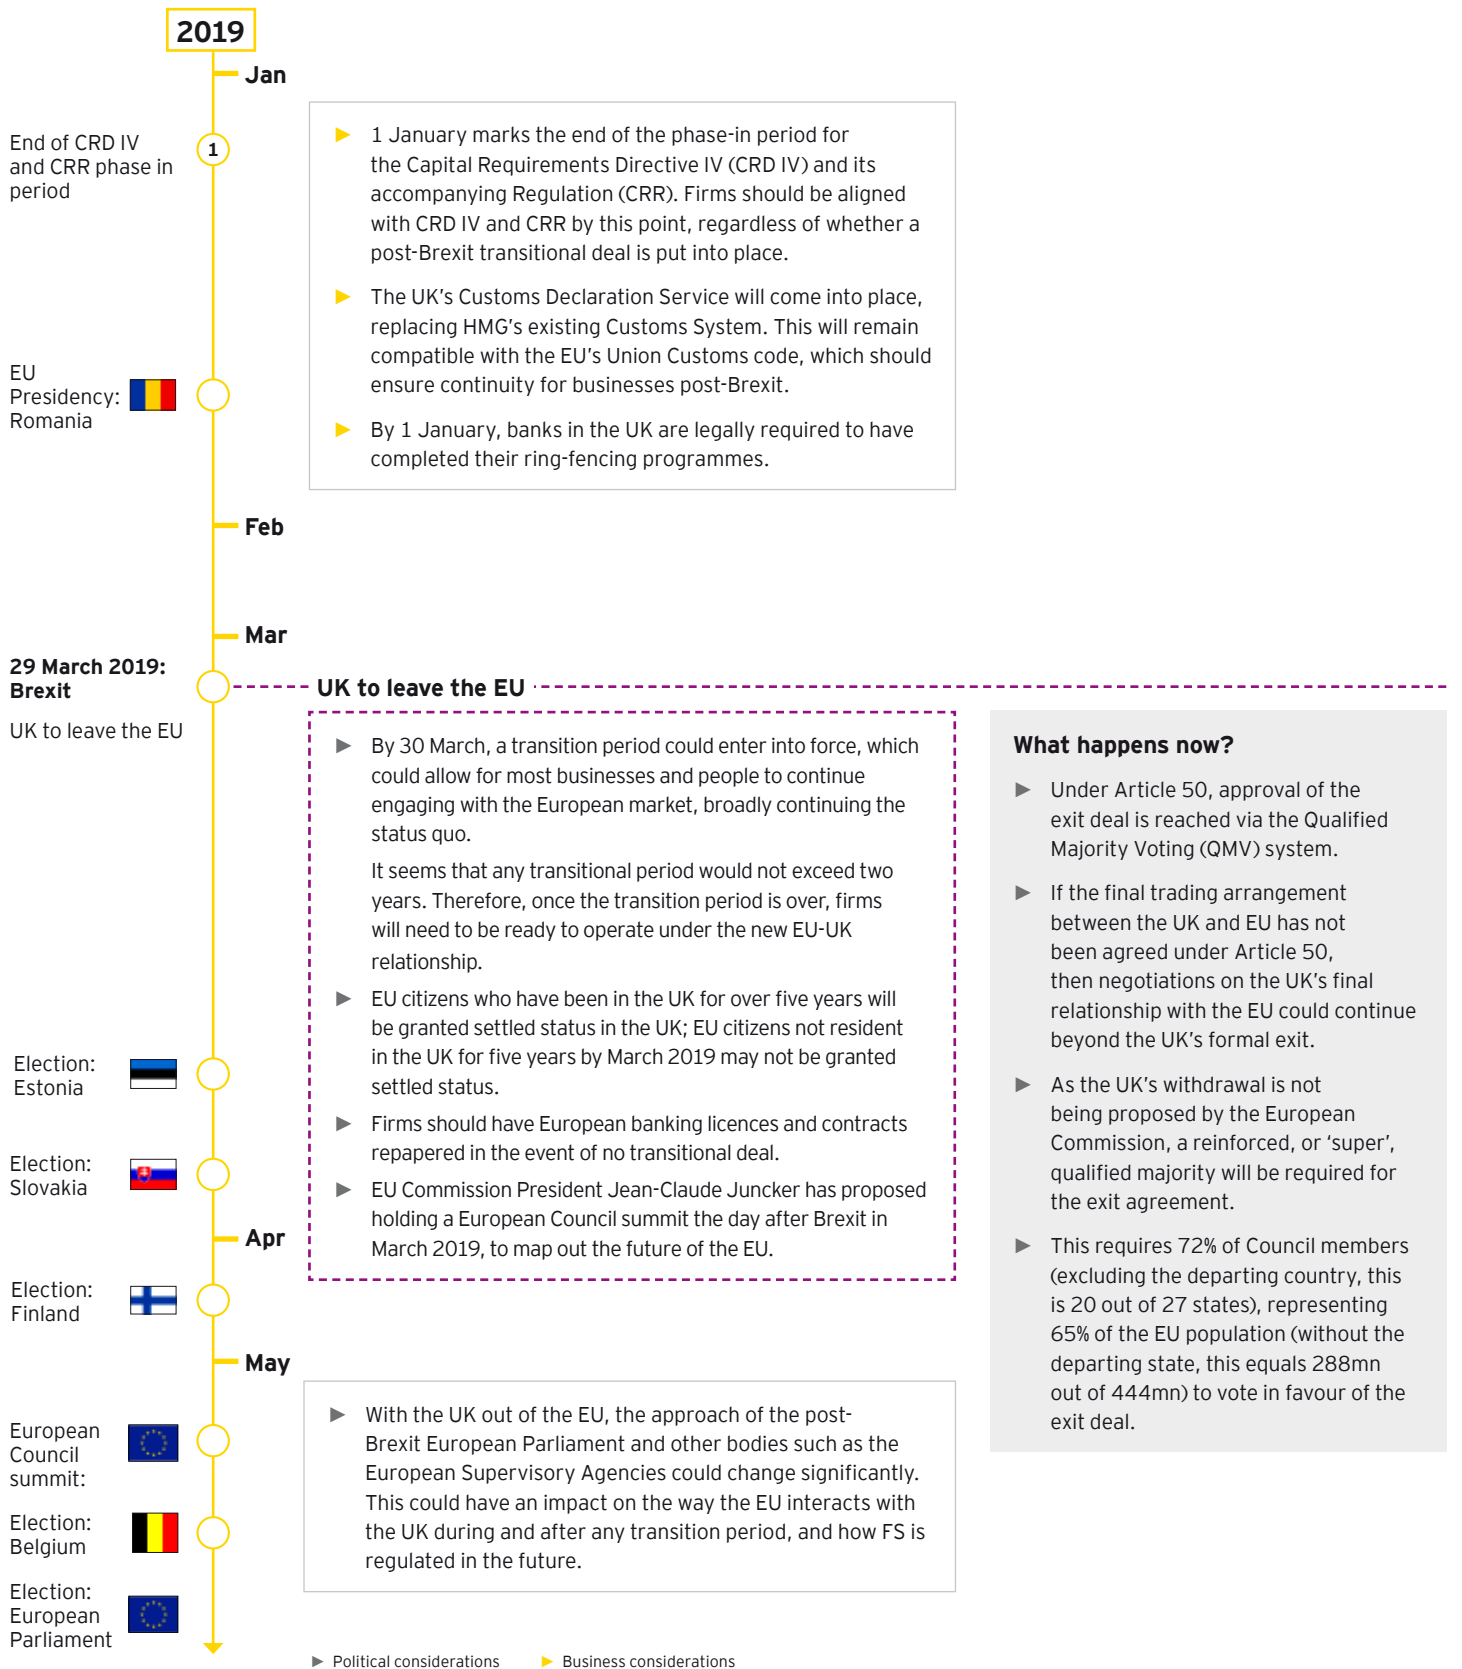 2019
Jan
End of CRD IV
and CRR phase in
period
1
► 1 January marks the end of the phase-in period for
the Capital Requirements Directive IV (CRD IV) and its
accompanying Regulation (CRR). Firms should be aligned
with CRD IV and CRR by this point, regardless of whether a
post-Brexit transitional deal is put into place.
► The UK's Customs Declaration Service will come into place,
replacing HMG's existing Customs System. This will remain
compatible with the EU's Union Customs code, which should
ensure continuity for businesses post-Brexit.
► By 1 January, banks in the UK are legally required to have
completed their ring-fencing programmes.
EU
Presidency:
Romania
Feb
Mar
29 March 2019:
Brexit
UK to leave the EU
UK to leave the EU
► By 30 March, a transition period could enter into force, which
could allow for most businesses and people to continue
engaging with the European market, broadly continuing the
status quo.
It seems that any transitional period would not exceed two
years. Therefore, once the transition period is over, firms
will need to be ready to operate under the new EU-UK
relationship.
► EU citizens who have been in the UK for over five years will
be granted settled status in the UK; EU citizens not resident
in the UK for five years by March 2019 may not be granted
settled status.
► Firms should have European banking licences and contracts
repapered in the event of no transitional deal.
► EU Commission President Jean-Claude Juncker has proposed
holding a European Council summit the day after Brexit in
March 2019, to map out the future of the EU.
What happens now?
► Under Article 50, approval of the
exit deal is reached via the Qualified
Majority Voting (QMV) system.
► If the final trading arrangement
between the UK and EU has not
been agreed under Article 50,
then negotiations on the UK's final
relationship with the EU could continue
beyond the UK's formal exit.
► As the UK's withdrawal is not
being proposed by the European
Commission, a reinforced, or 'super',
qualified majority will be required for
the exit agreement.
► This requires 72% of Council members
(excluding the departing country, this
is 20 out of 27 states), representing
65% of the EU population (without the
departing state, this equals 288mn
out of 444mn) to vote in favour of the
exit deal.
Election:
Estonia
Election:
Slovakia
Apr
Election:
Finland
May
► With the UK out of the EU, the approach of the post-
Brexit European Parliament and other bodies such as the
European Supervisory Agencies could change significantly.
This could have an impact on the way the EU interacts with
the UK during and after any transition period, and how FS is
regulated in the future.
European
Council
summit:
Election:
Belgium
Election:
European
Parliament
► Political considerations ► Business considerations